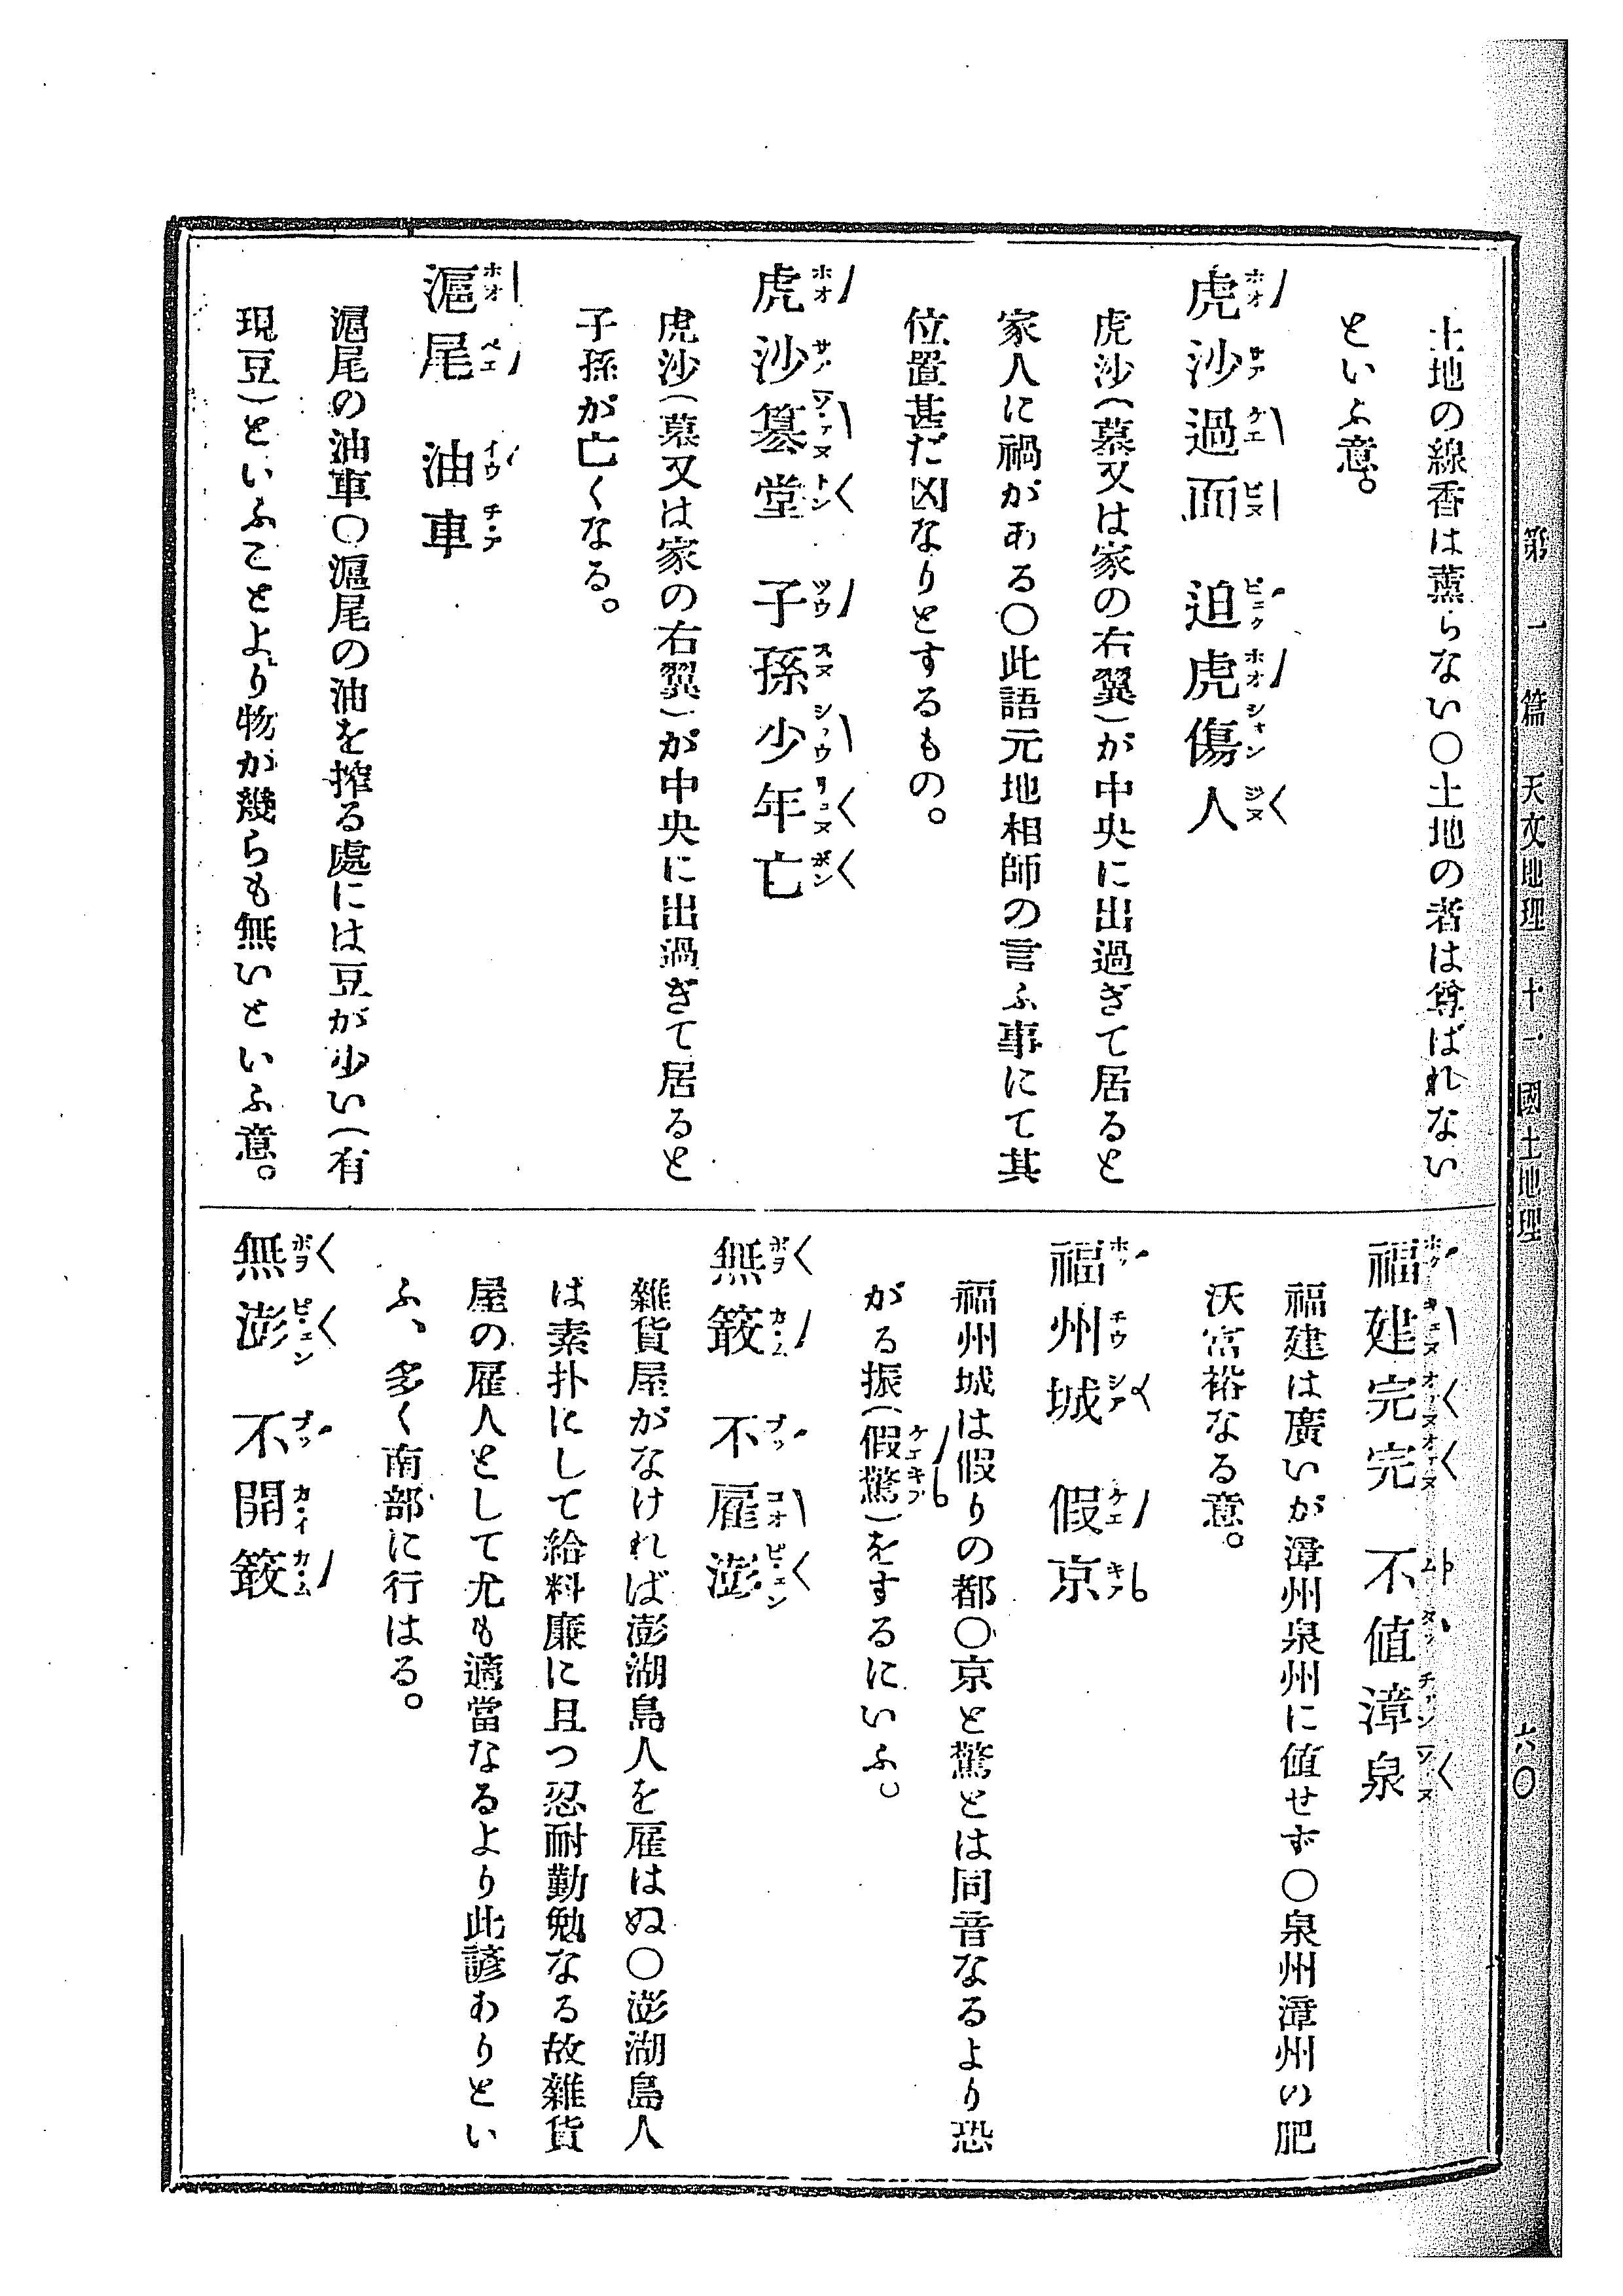 第一篇 天文地理 十一 國土地理 六〇
土地の線香は薫らない〇土地の者は尊ばれない
といふ意。
虎沙過面 迫虎傷人
虎沙(墓又は家の右翼)が中央に出過ぎて居ると
家人に禍がある〇此語元地相師の言ふ事にて其
位置甚だ凶なりとするもの。
虎沙簒堂 子孫少年亡
虎沙(墓又は家の右翼)が中央に出過ぎて居ると
子孫が亡くなる。
滬尾 油車
滬尾の油車〇滬尾の油を搾る處には豆が少い(有
現豆)といふことより物が幾らも無いといふ意。
福建完完 不値漳泉
福建は廣いが漳州泉州に値せず〇泉州漳州の肥
沃富裕なる意。
福州城 假京
福州城は假りの都〇京と驚とは同音なるより恐
がる振(假驚)をするにいふ。
無簐 不雇澎
雜貨屋がなければ澎湖島人を雇はぬ〇澎湖島人
は素朴にして給料廉に且つ忍耐勤勉なる故雜貨
屋の雇人として尤も適當なるより此諺ありとい
ふ、多く南部に行はる。
無澎 不開簐